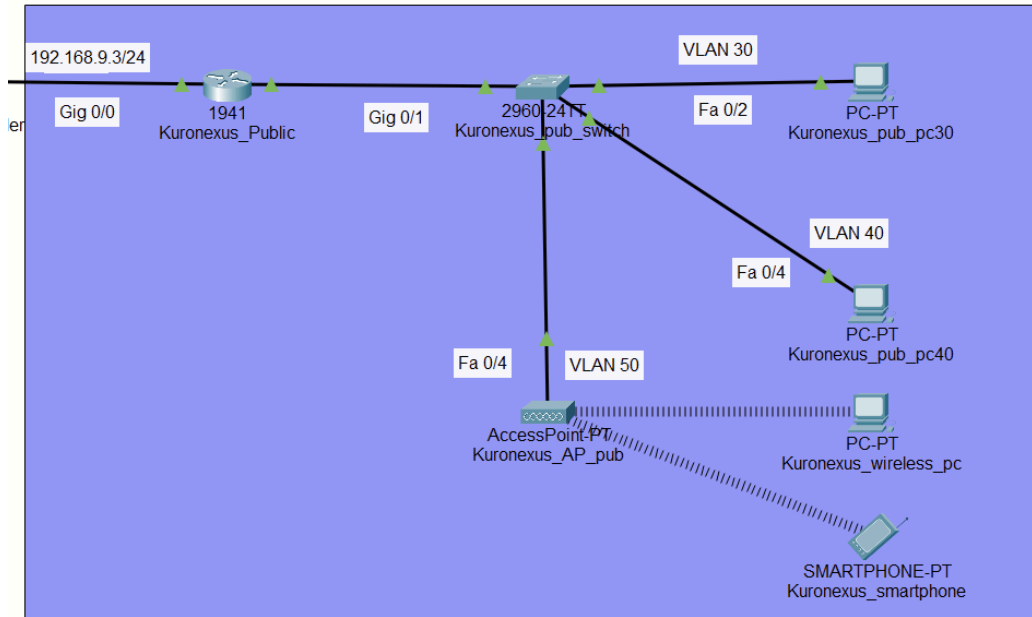 192.168.9.3/24
Gig 0/0
1941
Kuronexus_Public
Gig 0/1
2960-24TT
Kuronexus_pub_switch
VLAN 30
Fa 0/2
PC-PT
Kuronexus_pub_pc30
VLAN 40
Fa 0/4
PC-PT
Kuronexus_pub_pc40
Fa 0/4
VLAN 50
AccessPoint-PT
Kuronexus_AP_pub
PC-PT
Kuronexus_wireless_pc
SMARTPHONE-PT
Kuronexus_smartphone